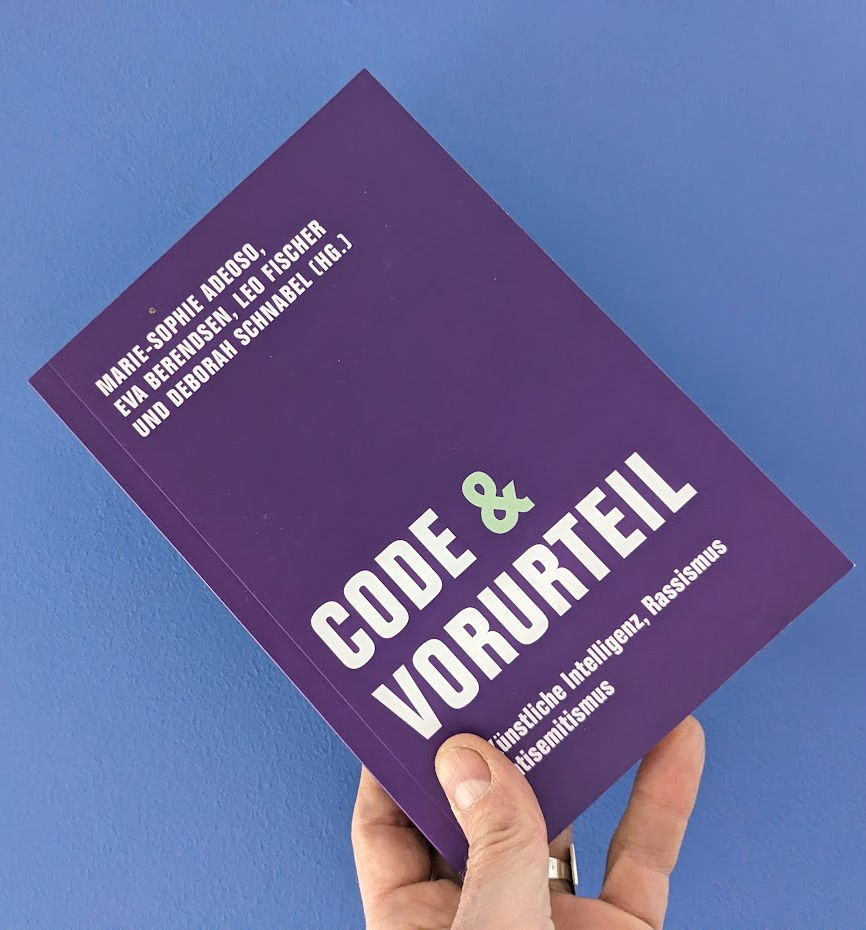 MARIE-SOPHIE ADEOSO,
EVA BERENDSEN, LEO FISCHER
UND DEBORAH SCHNABEL (HG.)
CODE &
VORURTEIL
Künstliche Intelligenz, Rassismus